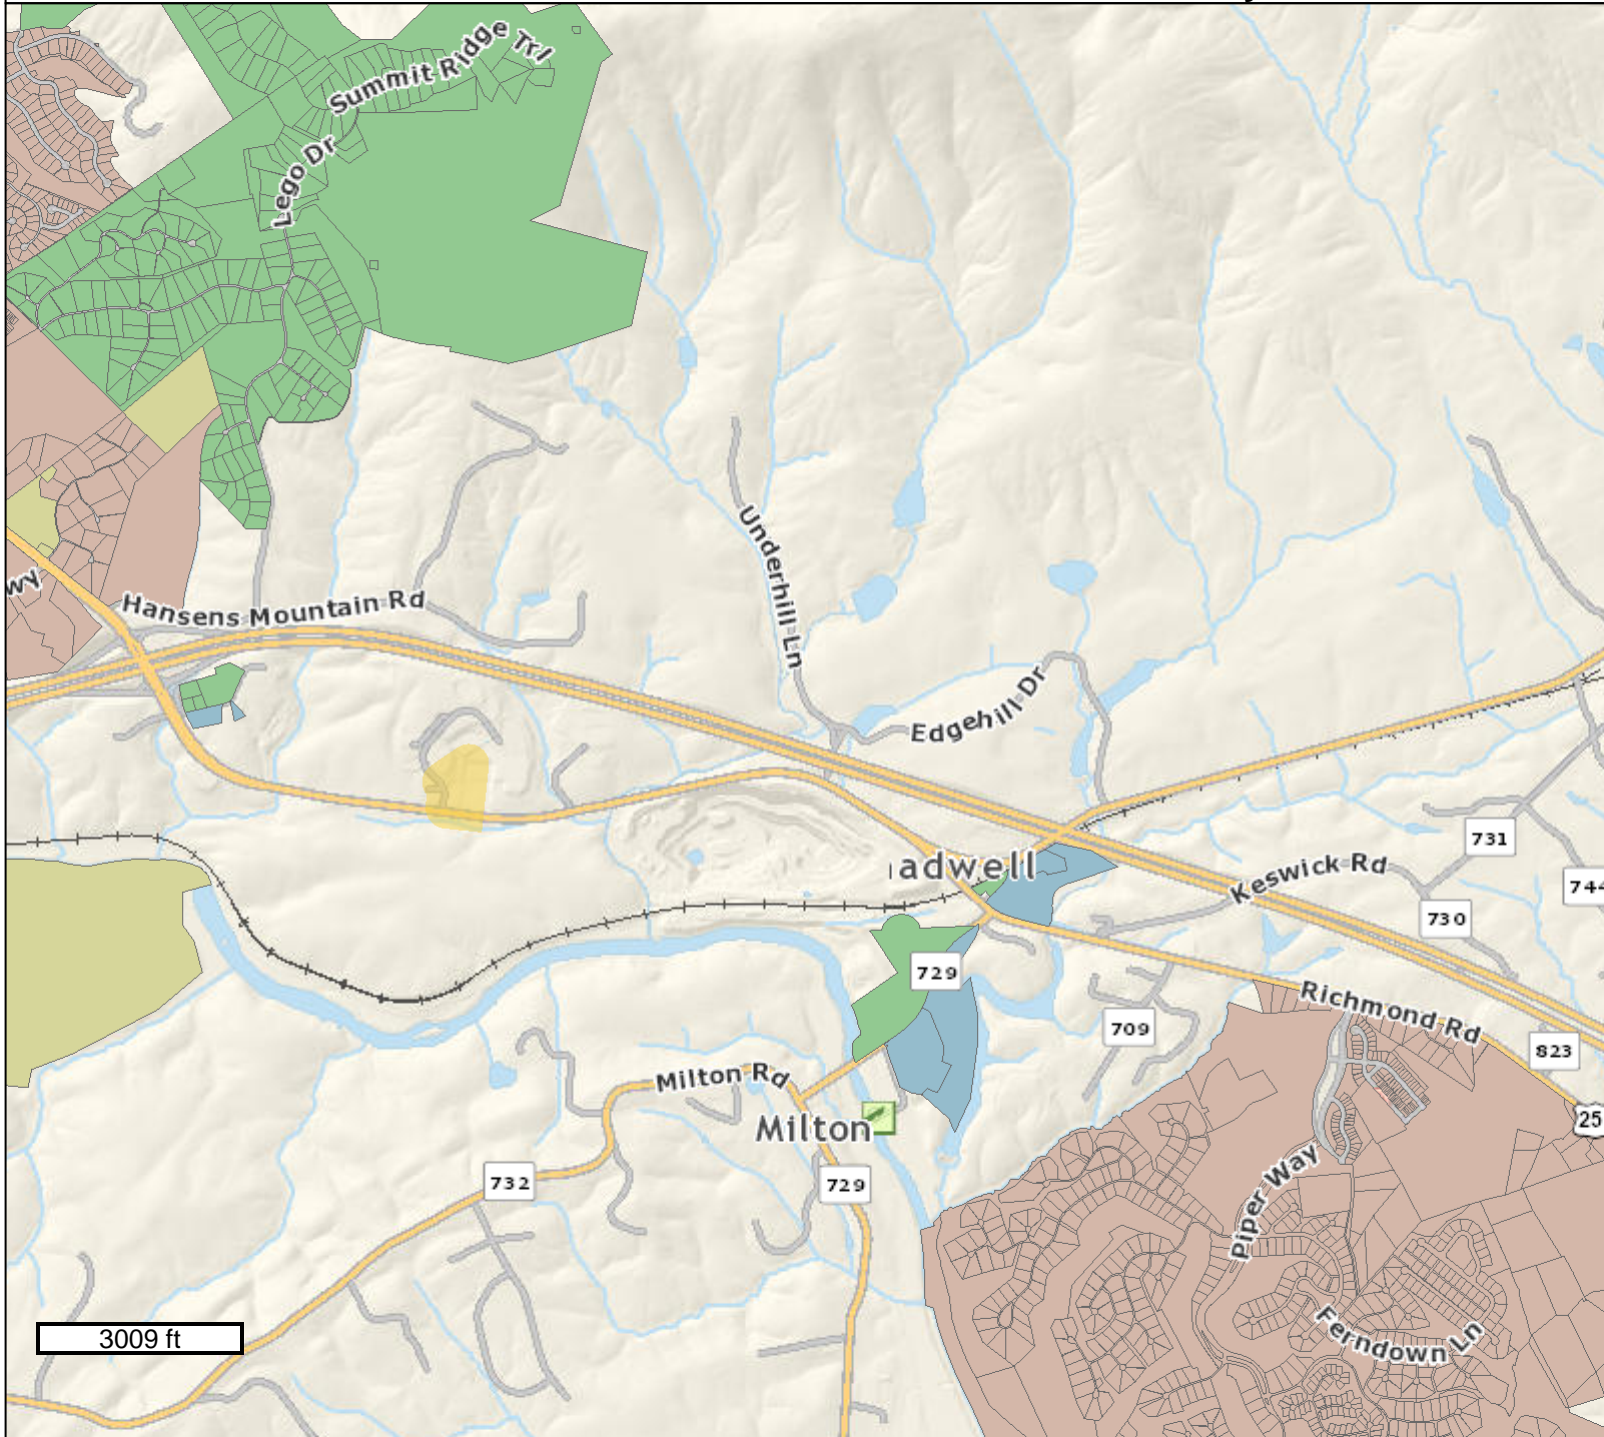 Summit Ridge Trl
Lego Dr
Underhill Ln
wy
Hansens Mountain Rd
Edgehill Dr
731
adwell
Keswick Rd
744
730
729
Richmond Rd
709
823
Milton Rd
25
Milton
732
729
Piper Way
Ferndown Ln
3009 ft